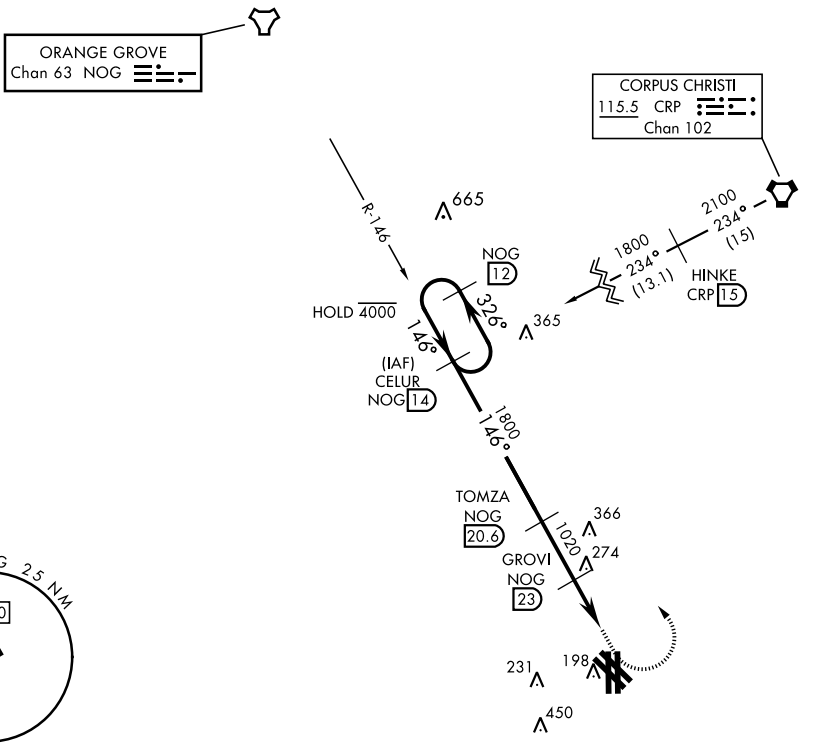 ORANGE GROVE
Chan 63 NOG
CORPUS CHRISTI
115.5 CRP
Chan 102
2100
234°
(15)
1800
234°
(13.1)
HINKE
CRP 15
R-146
665
NOG
12
HOLD 4000
146°
326°
365
(IAF)
CELUR
NOG 14
1800
146°
TOMZA
NOG
20.6
366
1020
274
GROVI
NOG
23
25 NM
231
198
450